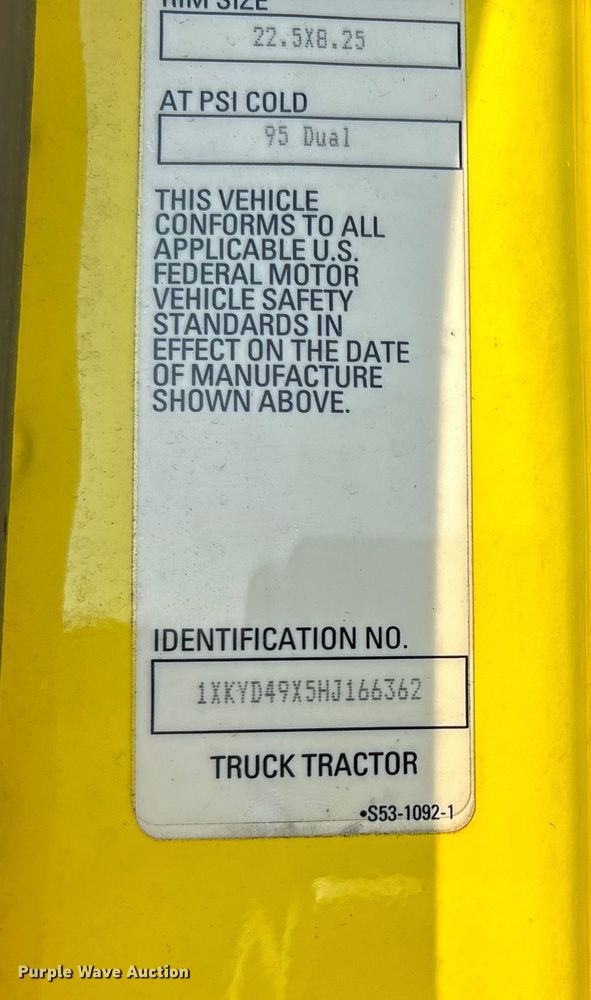 RIM SIZE
22.5X8.25
AT PSI COLD
95 Dual
THIS VEHICLE
CONFORMS TO ALL
APPLICABLE U.S.
FEDERAL MOTOR
VEHICLE SAFETY
STANDARDS IN
EFFECT ON THE DATE
OF MANUFACTURE
SHOWN ABOVE.
IDENTIFICATION NO.
1XKYD49X5HJ166362
TRUCK TRACTOR
•S53-1092-1
Purple Wave Auction